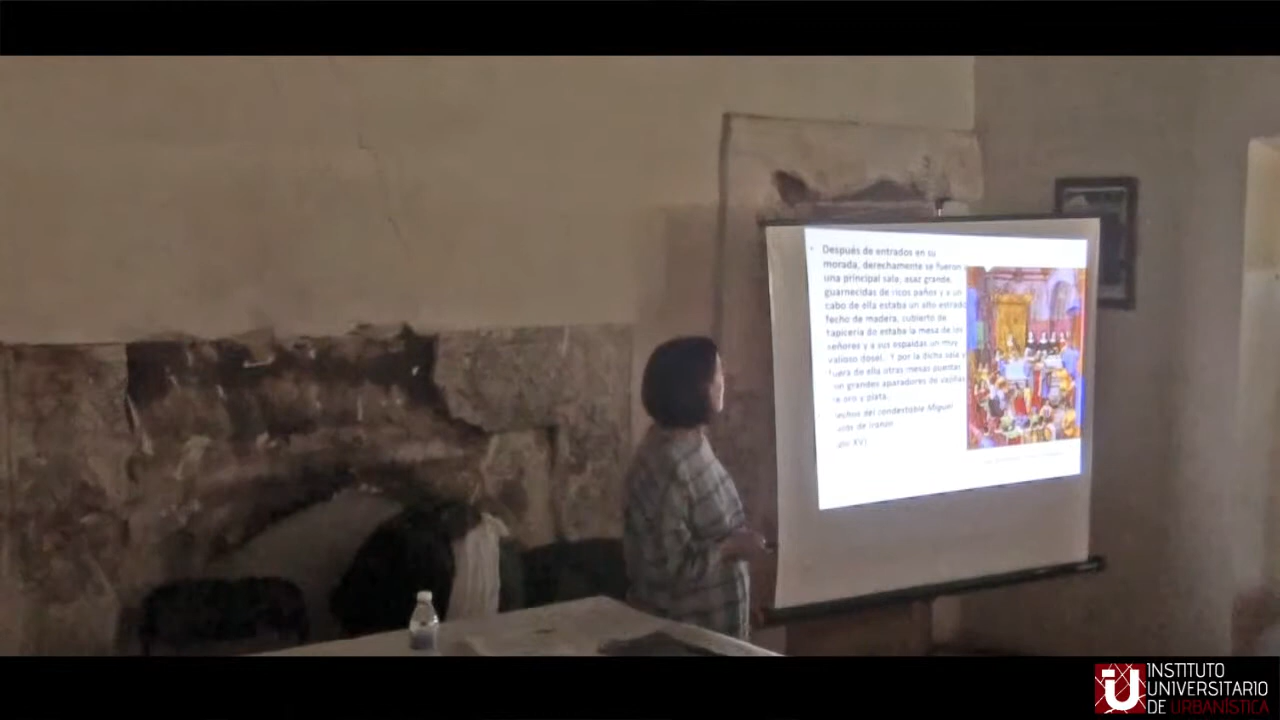 Después de entrados en su
morada, derechamente se fueron
una principal sala, asaz grande,
guarnecidas de ricos paños y a un
cabo de ella estaba un alto estrado
fecho de madera, cubierto de
tapicería do estaba la mesa de los
señores y a sus espaldas un muy
valioso dosel. Y por la dicha sala y
fuera de ella otras mesas puestas
con grandes aparadores de vajillas
oro y plata.
del condestable Miguel
de Iranzo
XV)
INSTITUTO
UNIVERSITARIO
DE URBANÍSTICA